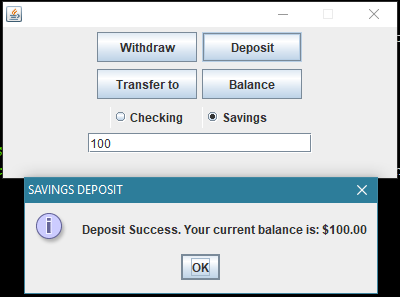 Withdraw Deposit
Transfer to Balance
Checking Savings
100
SAVINGS DEPOSIT
Deposit Success. Your current balance is: $100.00
OK